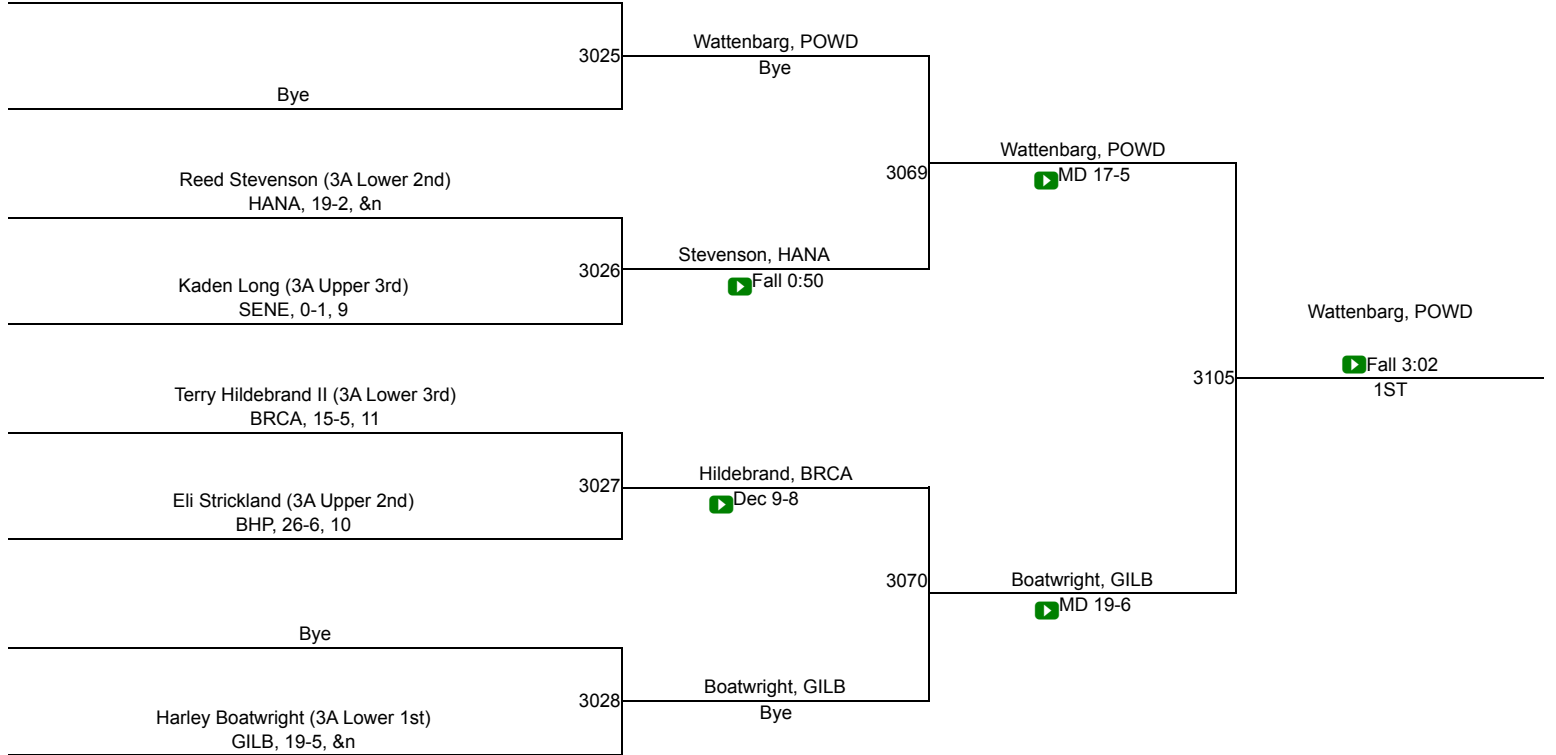 3025
Wattenbarg, POWD
Bye
Bye
Reed Stevenson (3A Lower 2nd)
HANA, 19-2, &n
3026
Stevenson, HANA
Fall 0:50
Kaden Long (3A Upper 3rd)
SENE, 0-1, 9
3069
Wattenbarg, POWD
MD 17-5
Terry Hildebrand II (3A Lower 3rd)
BRCA, 15-5, 11
3027
Hildebrand, BRCA
Dec 9-8
Eli Strickland (3A Upper 2nd)
BHP, 26-6, 10
3070
Boatwright, GILB
MD 19-6
Bye
3028
Boatwright, GILB
Bye
Harley Boatwright (3A Lower 1st)
GILB, 19-5, &n
3105
Wattenbarg, POWD
Fall 3:02
1ST